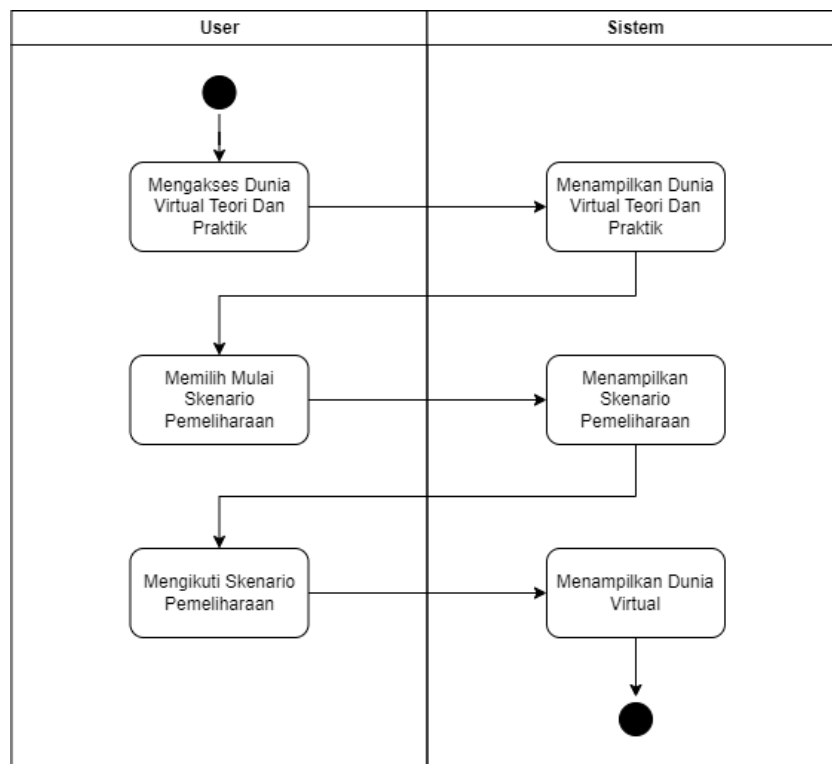 User
Sistem
Mengakses Dunia
Virtual Teori Dan
Praktik
Menampilkan Dunia
Virtual Teori Dan
Praktik
Memilih Mulai
Skenario
Pemeliharaan
Menampilkan
Skenario
Pemeliharaan
Mengikuti Skenario
Pemeliharaan
Menampilkan Dunia
Virtual